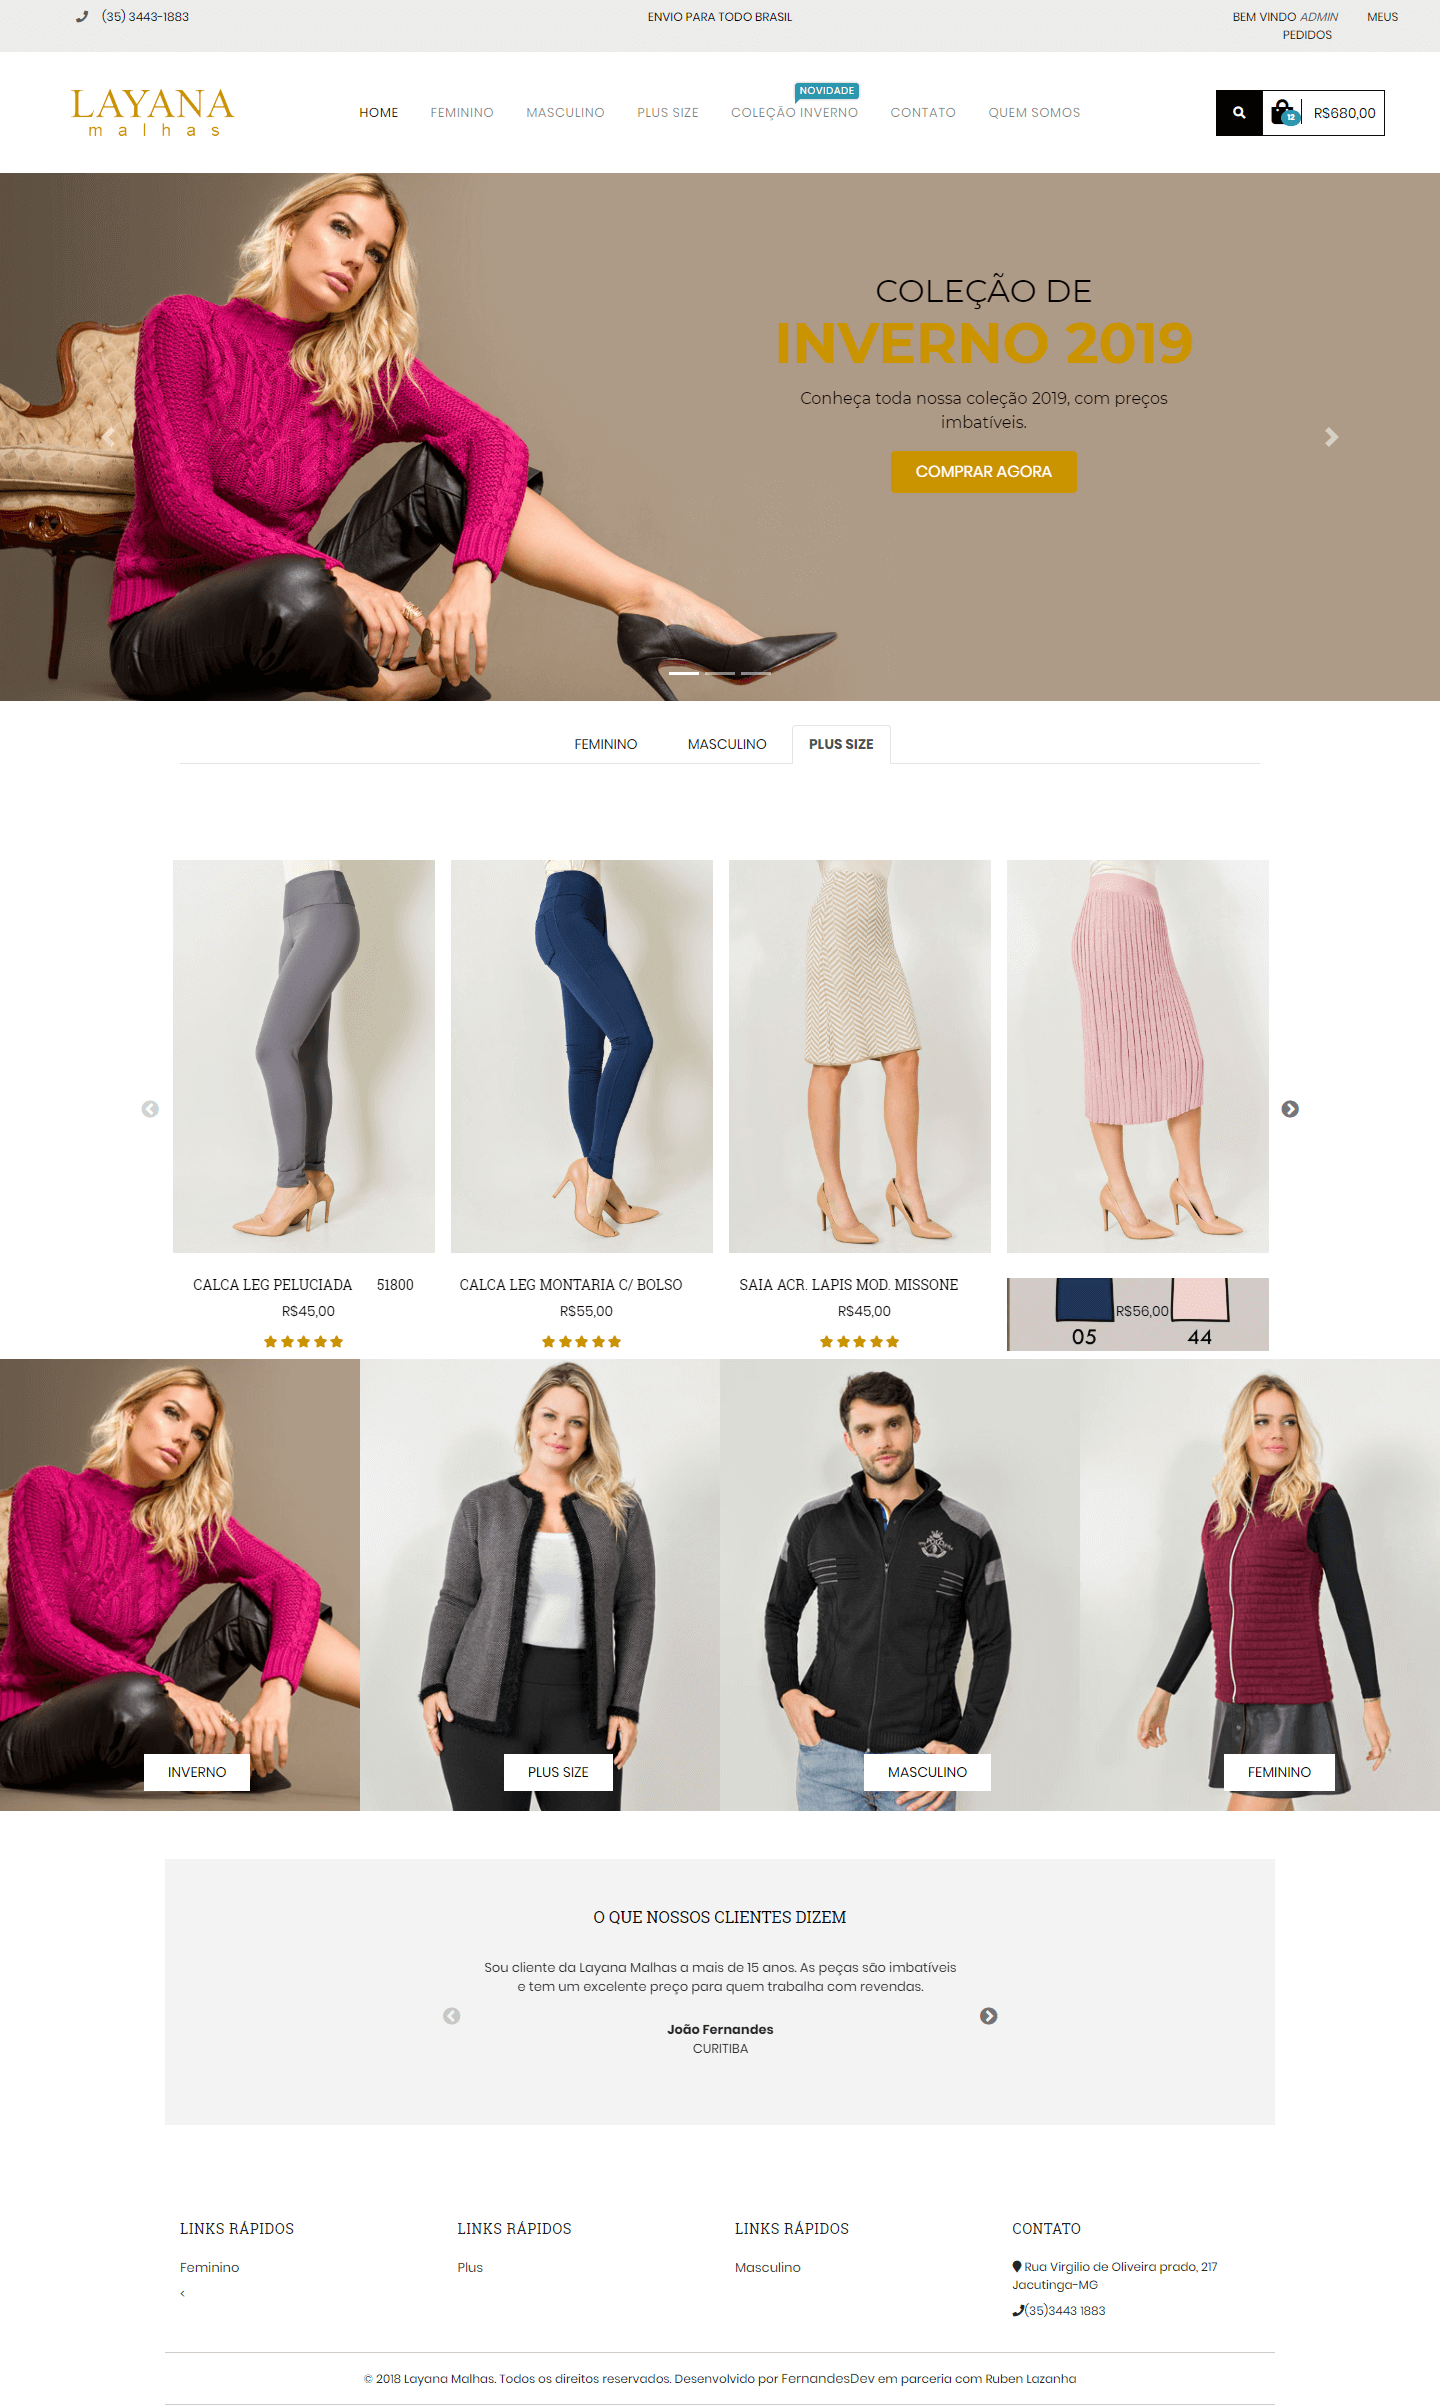 (35) 3443-1883
ENVIO PARA TODO BRASIL
BEM VINDO ADMIN MEUS
PEDIDOS
LAYANA
malhas
NOVIDADE
HOME FEMININO MASCULINO PLUS SIZE COLEÇÃO INVERNO CONTATO QUEM SOMOS
12
R$680,00
COLEÇÃO DE
INVERNO 2019
Conheça toda nossa coleção 2019, com preços
imbatíveis.
COMPRAR AGORA
FEMININO MASCULINO PLUS SIZE
CALCA LEG PELUCIADA 51800
R$45,00
CALCA LEG MONTARIA C/ BOLSO
R$55,00
SAIA ACR. LAPIS MOD. MISSONE
R$45,00
R$56,00
05 44
POLO
INVERNO
PLUS SIZE
MASCULINO
FEMININO
O QUE NOSSOS CLIENTES DIZEM
Sou cliente da Layana Malhas a mais de 15 anos. As peças são imbatíveis
e tem um excelente preço para quem trabalha com revendas.
João Fernandes
CURITIBA
LINKS RÁPIDOS
Feminino
<
LINKS RÁPIDOS
Plus
LINKS RÁPIDOS
Masculino
CONTATO
Rua Virgilio de Oliveira prado, 217
Jacutinga-MG
(35)3443 1883
© 2018 Layana Malhas. Todos os direitos reservados. Desenvolvido por FernandesDev em parceria com Ruben Lazanha